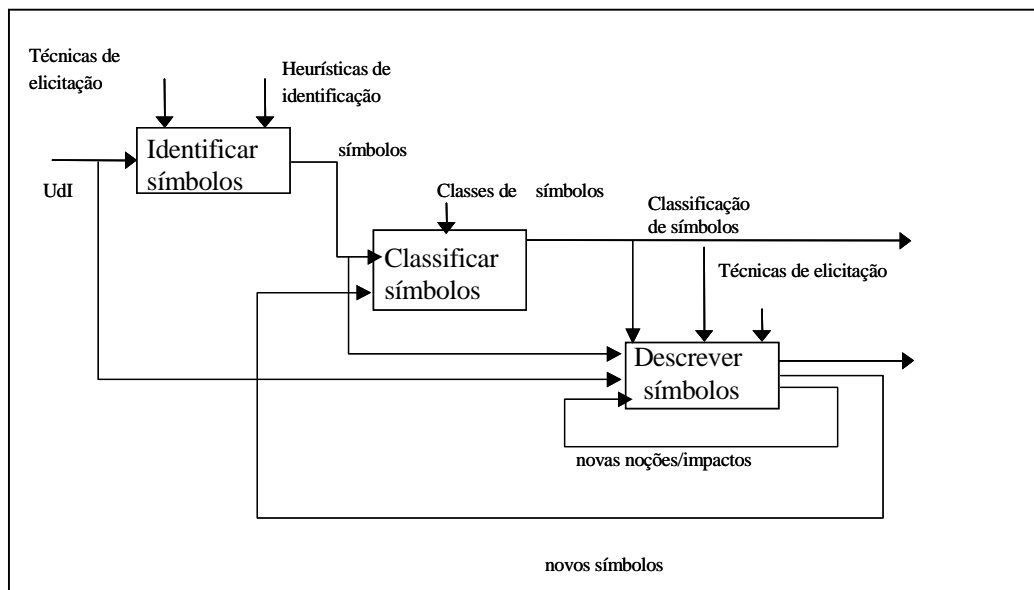 Técnicas de
elicitação
Heurísticas de
identificação
Identificar
símbolos
símbolos
UdI
Classes de símbolos
Classificação
de símbolos
Classificar
símbolos
Técnicas de elicitação
Descrever
símbolos
novas noções/impactos
novos símbolos